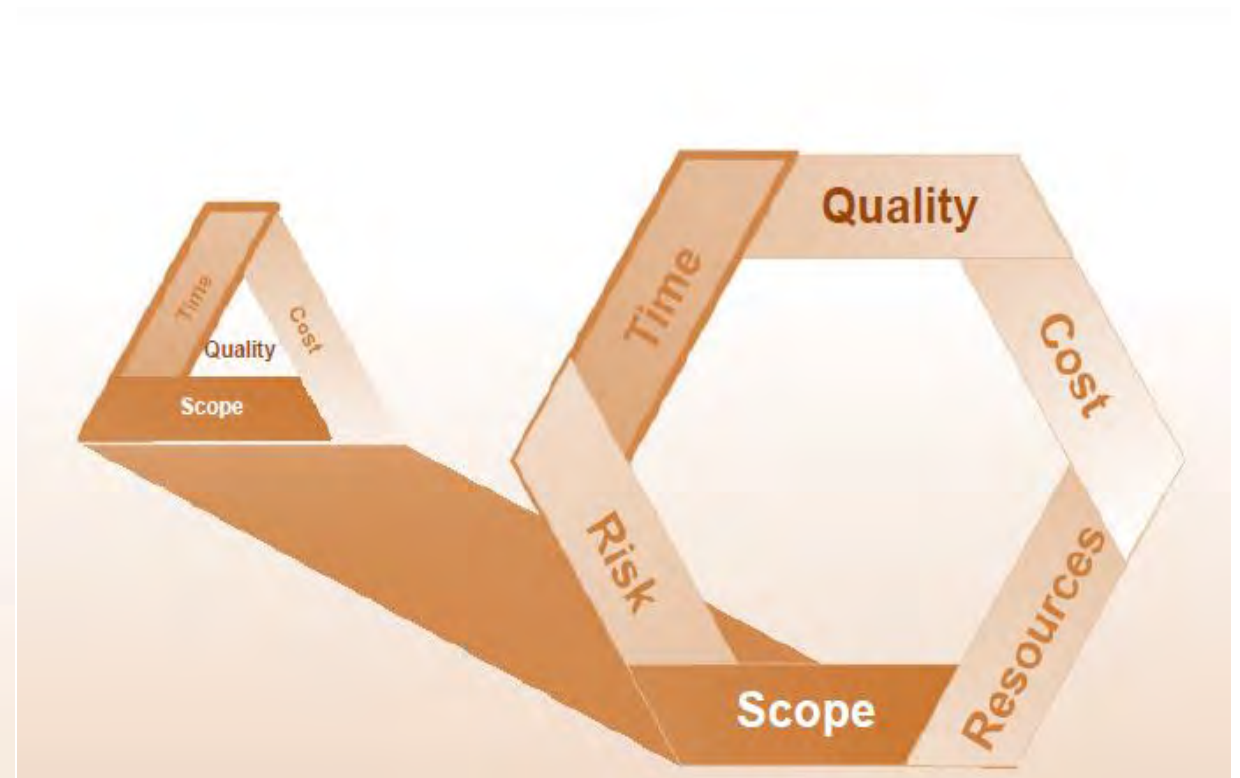 Time
Cost
Quality
Scope
Quality
Time
Cost
Risk
Resources
Scope